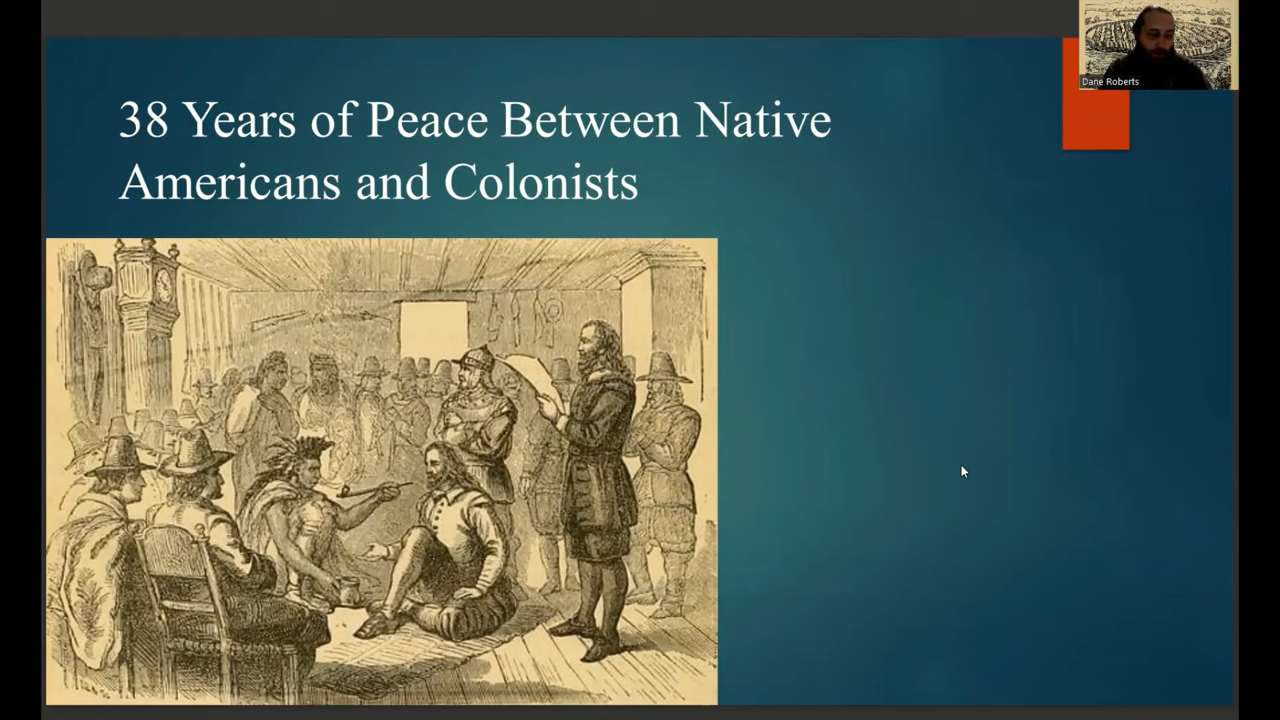 38 Years of Peace Between Native
Americans and Colonists
Dane Roberts